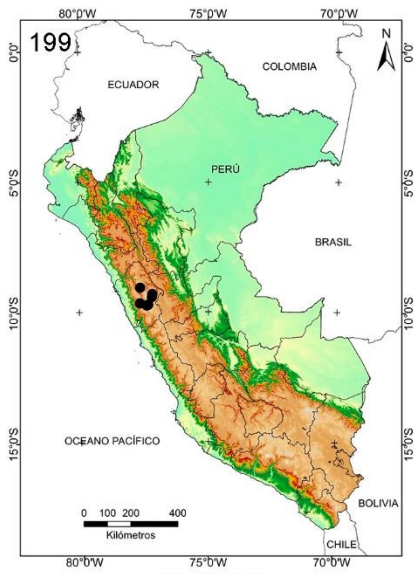 80°0'W 75°0'W 70°0'W
199
N
0°0' 0°0'
COLOMBIA
ECUADOR
PERÚ
5°0'S 5°0'S
BRASIL
10°0'S 10°0'S
OCEANO PACÍFICO
15°0'S 15°0'S
BOLIVIA
0 100 200 400
Kilómetros
CHILE
80°0'W 75°0'W 70°0'W